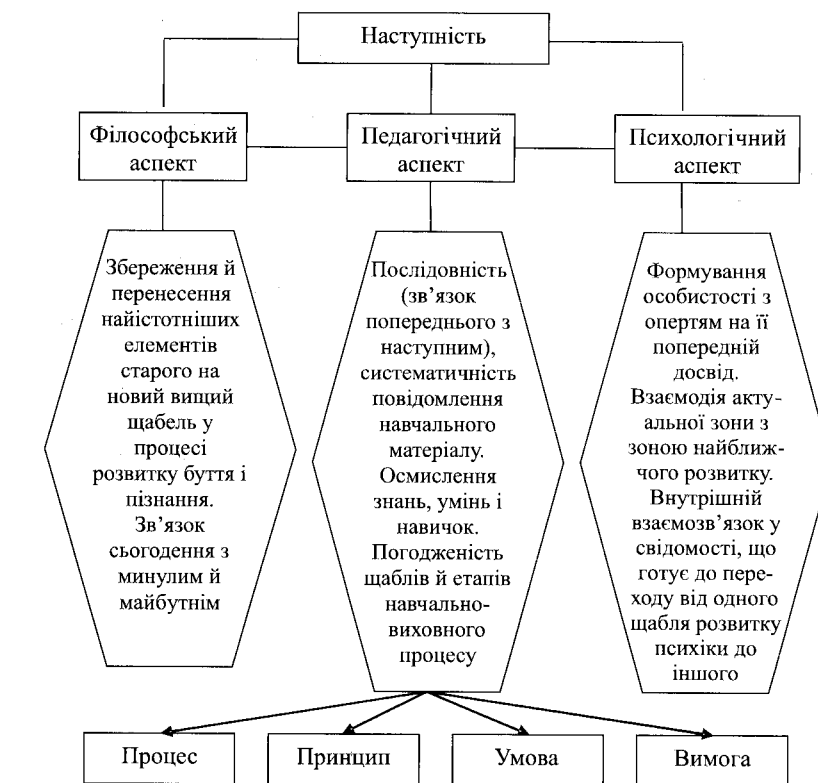 Наступність
Філософський
аспект
Педагогічний
аспект
Психологічний
аспект
Збереження й
перенесення
найістотніших
елементів
старого на
новий вищий
щабель у
процесі
розвитку буття і
пізнання.
Зв’язок
сьогодення з
минулим й
майбутнім
Послідовність
(зв’язок
попереднього з
наступним),
систематичність
повідомлення
навчального
матеріалу.
Осмислення
знань, умінь і
навичок.
Погодженість
щаблів й етапів
навчально-
виховного
процесу
Формування
особистості з
опертям на її
попередній
досвід.
Взаємодія акту-
альної зони з
зоною найближ-
чого розвитку.
Внутрішній
взаємозв’язок у
свідомості, що
готує до пере-
ходу від одного
щабля розвитку
психіки до
іншого
Процес
Принцип
Умова
Вимога